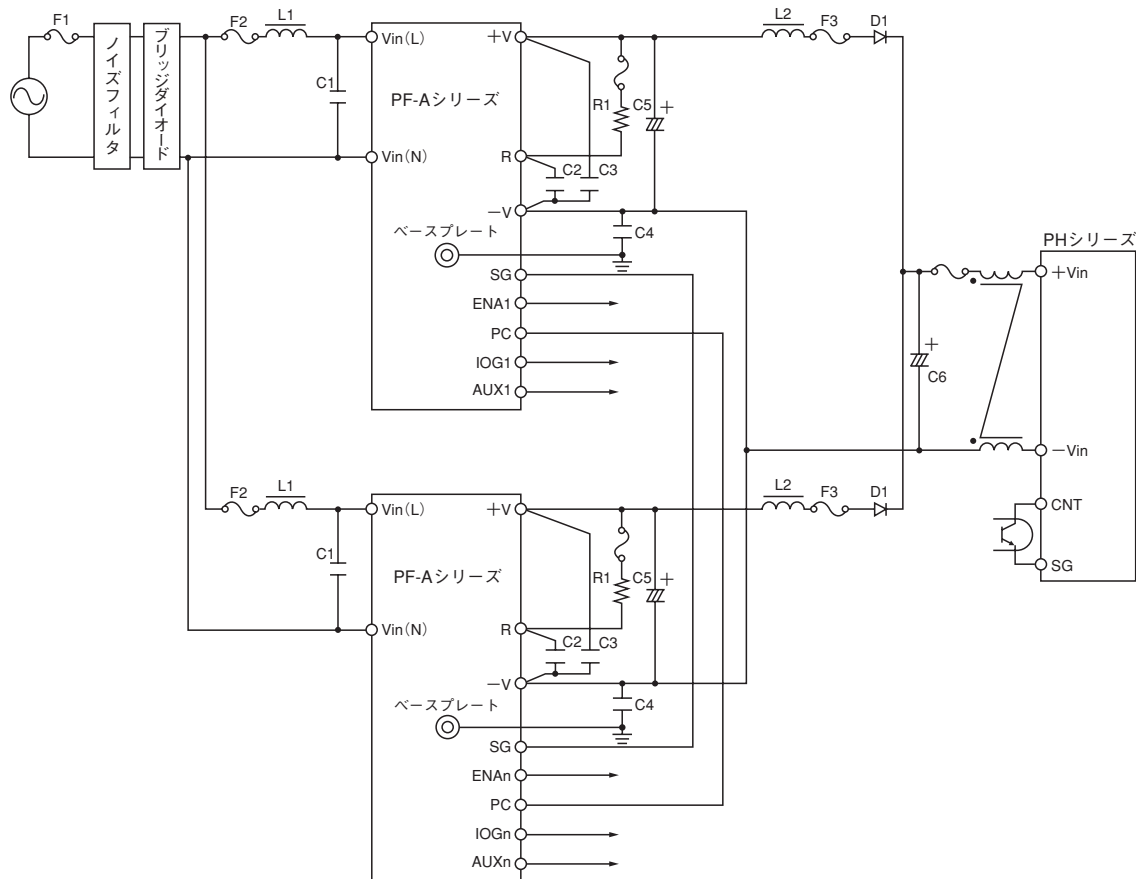 F1
ノイズフィルタ
ブリッジダイオード
F2
L1
C1
Vin(L)
Vin(N)
PF-Aシリーズ
+V
R
−V
ベースプレート
SG
ENA1
PC
IOG1
AUX1
R1
C5
+
C2
C3
C4
L2
F3
D1
PHシリーズ
+Vin
+
C6
−Vin
CNT
SG
F2
L1
C1
Vin(L)
Vin(N)
PF-Aシリーズ
+V
R
−V
ベースプレート
SG
ENAn
PC
IOGn
AUXn
R1
C5
+
C2
C3
C4
L2
F3
D1